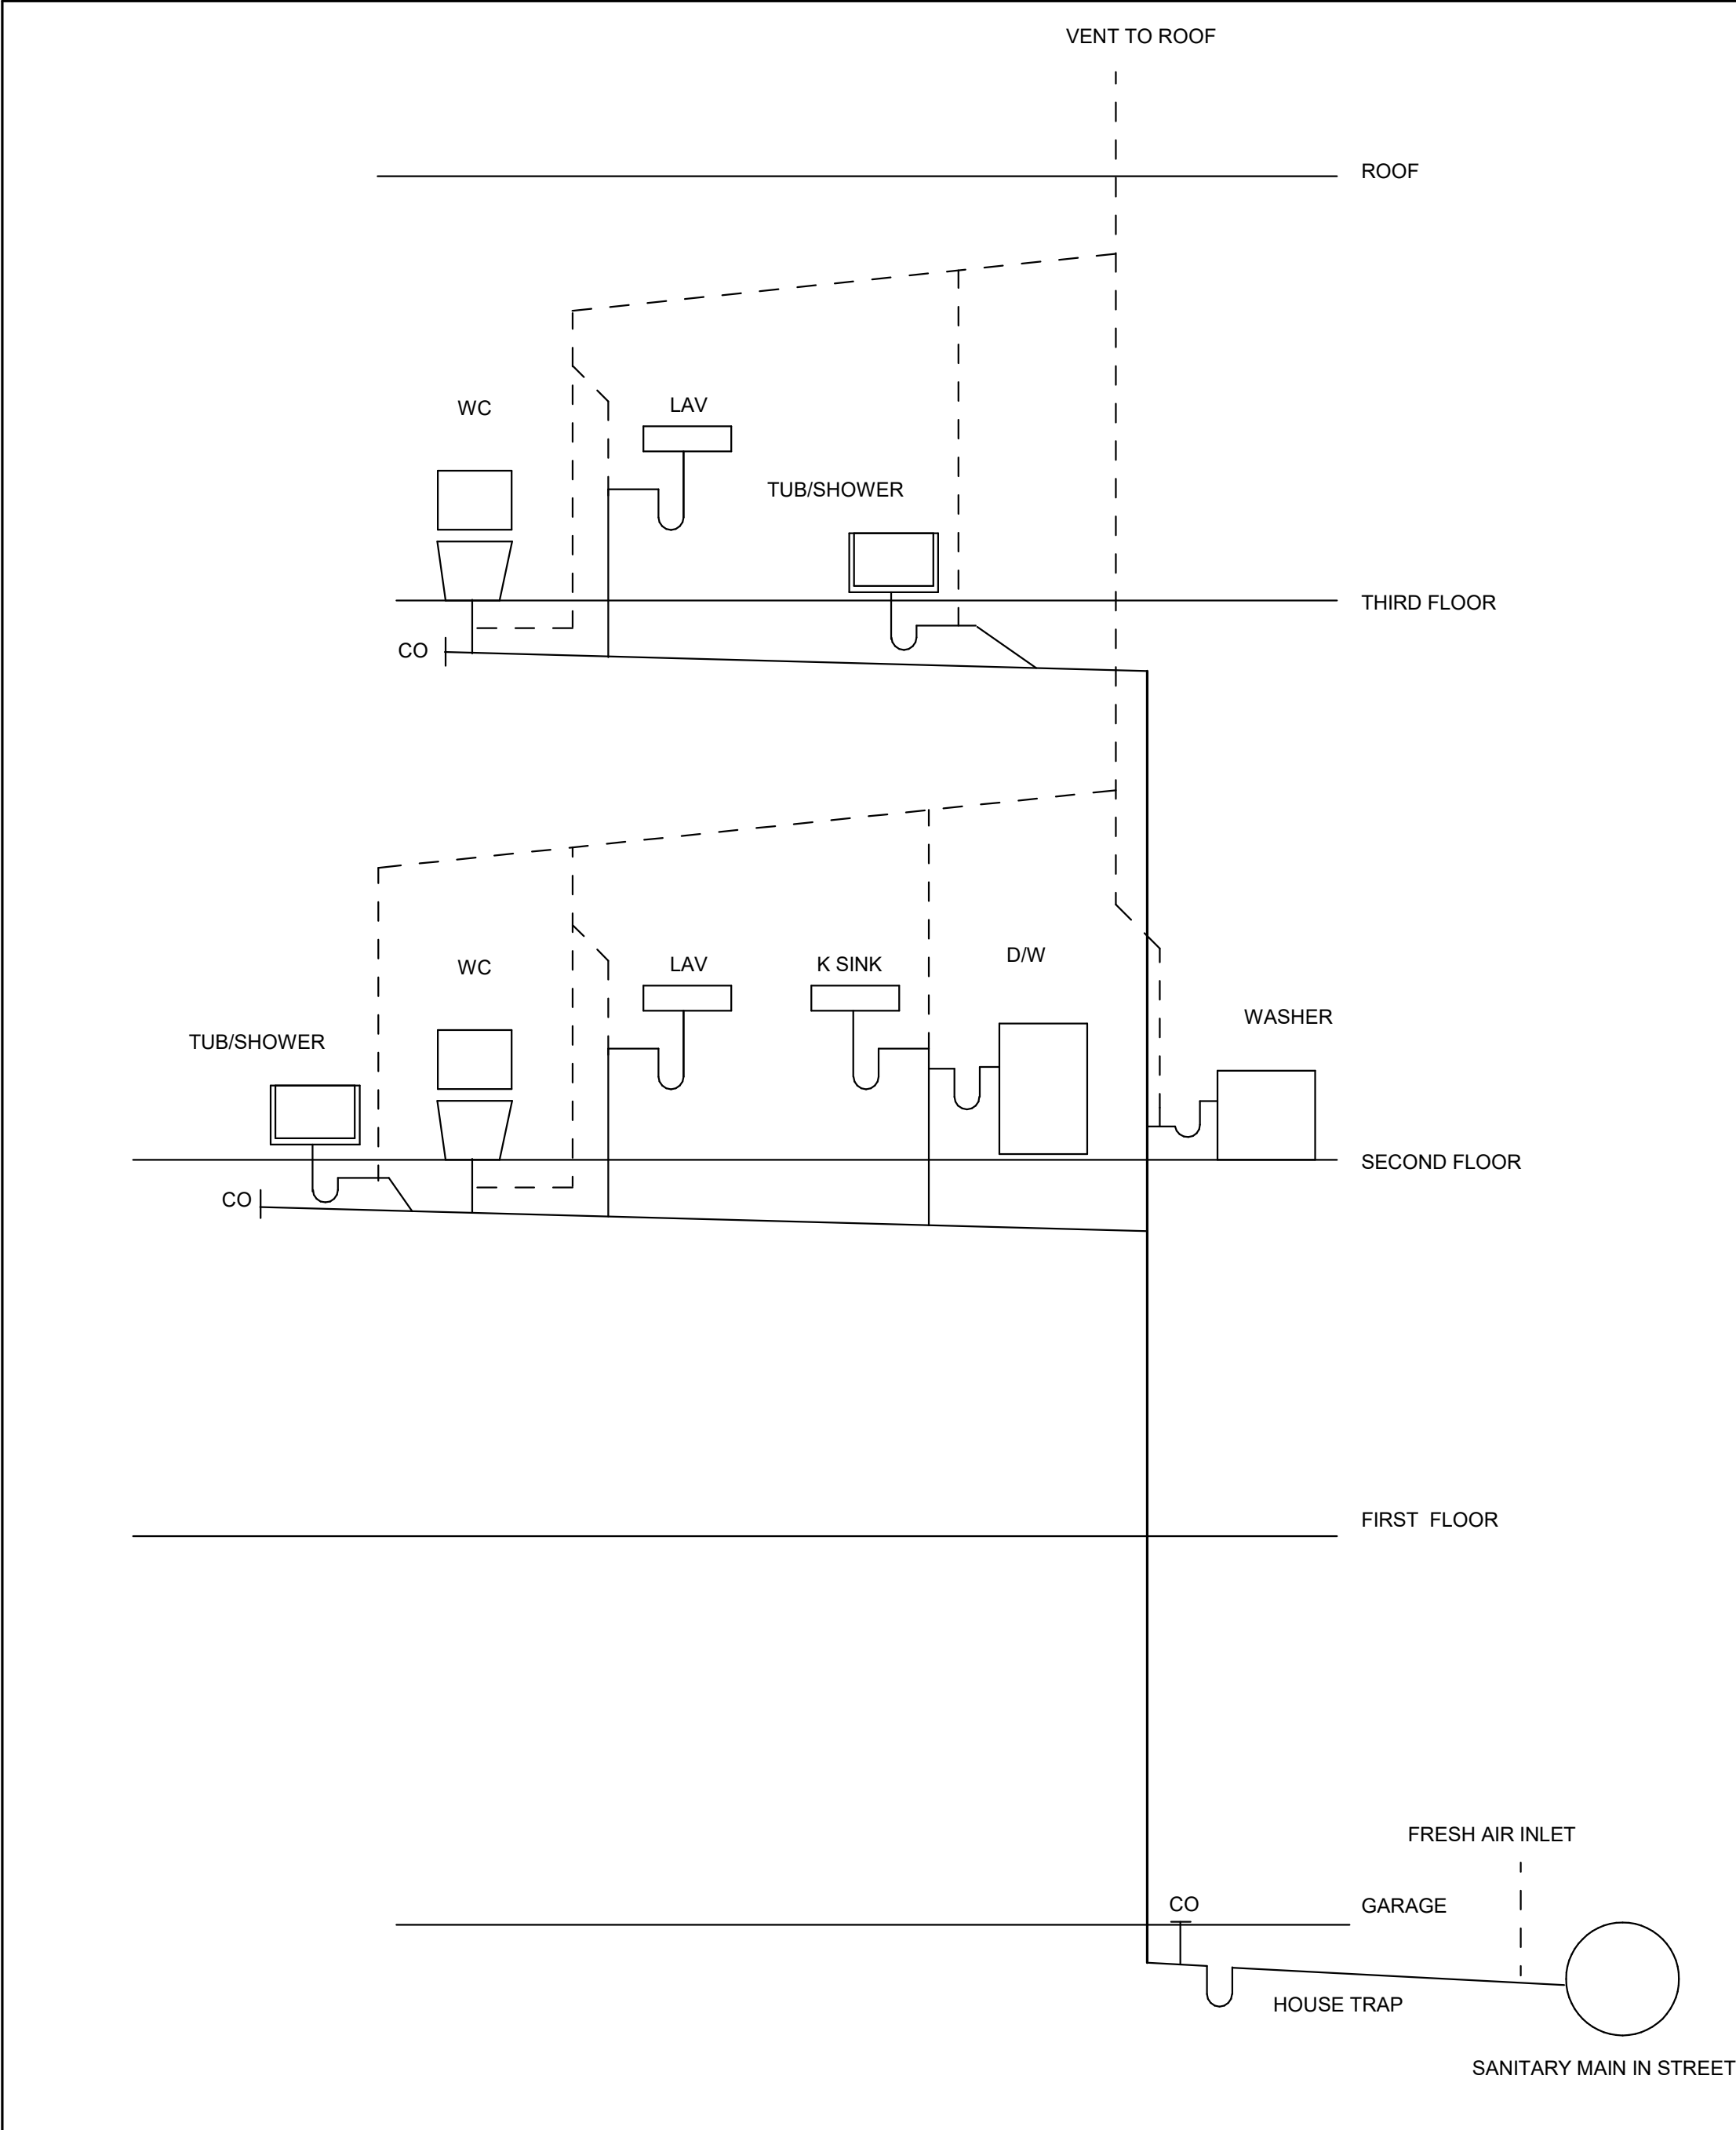 VENT TO ROOF
ROOF
WC
LAV
TUB/SHOWER
THIRD FLOOR
CO
D/W
WC
LAV
K SINK
WASHER
TUB/SHOWER
SECOND FLOOR
CO
FIRST FLOOR
FRESH AIR INLET
CO
GARAGE
HOUSE TRAP
SANITARY MAIN IN STREET